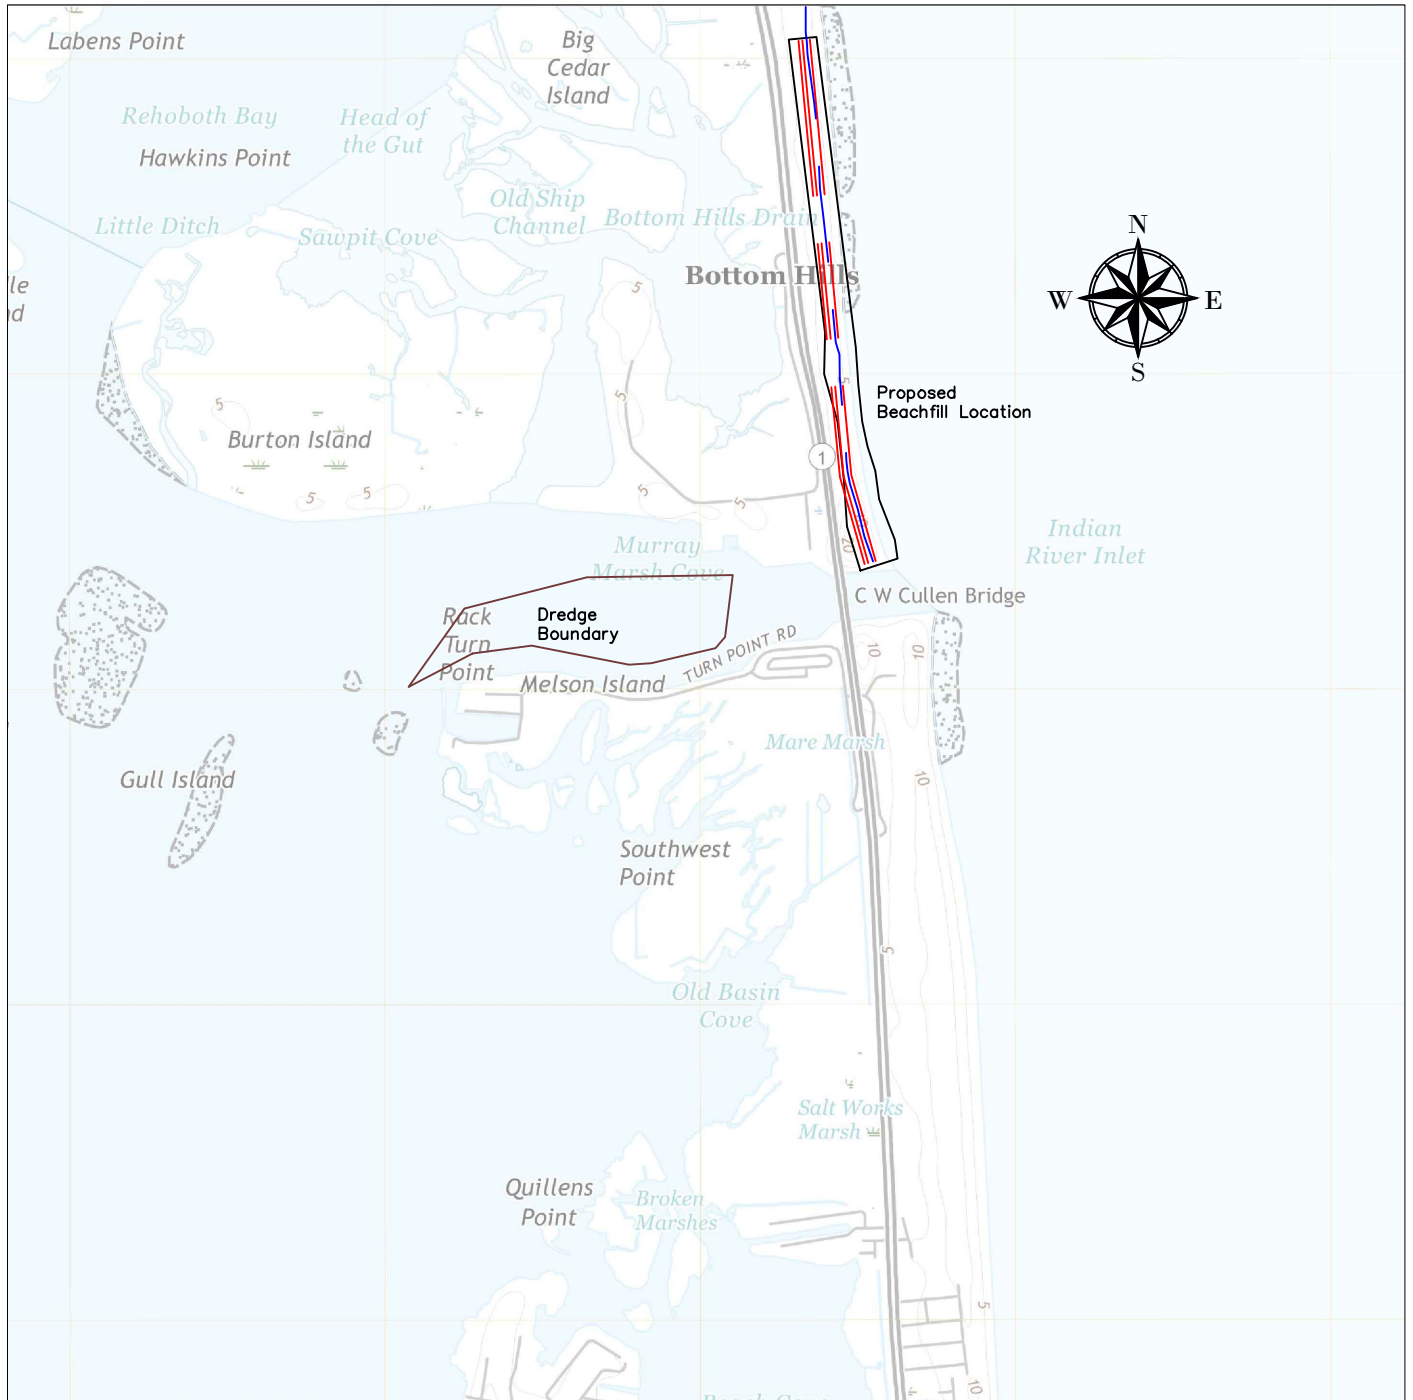 Labens Point
Big
Cedar
Island
Rehoboth Bay
Head of
the Gut
Hawkins Point
Old Ship
Channel
Little Ditch
Sawpit Cove
Bottom Hills Drain
N
W
E
S
Bottom Hills
5
5
5
Proposed
Beachfill Location
5
Burton Island
1
5
5
5
5
20
Murray
Marsh Cove
Indian
River Inlet
C W Cullen Bridge
Rack
Turn
Point
Dredge
Boundary
TURN POINT RD
10
10
Melson Island
Mare Marsh
Gull Island
10
Southwest
Point
5
Old Basin
Cove
Salt Works
Marsh
Quillens
Point
Broken
Marshes
5
10